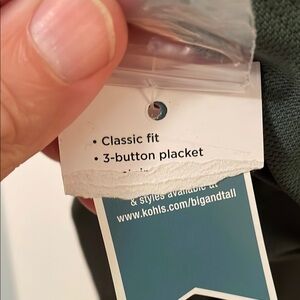 • Classic fit
• 3-button placket
& styles available at
www.kohls.com/bigandtall